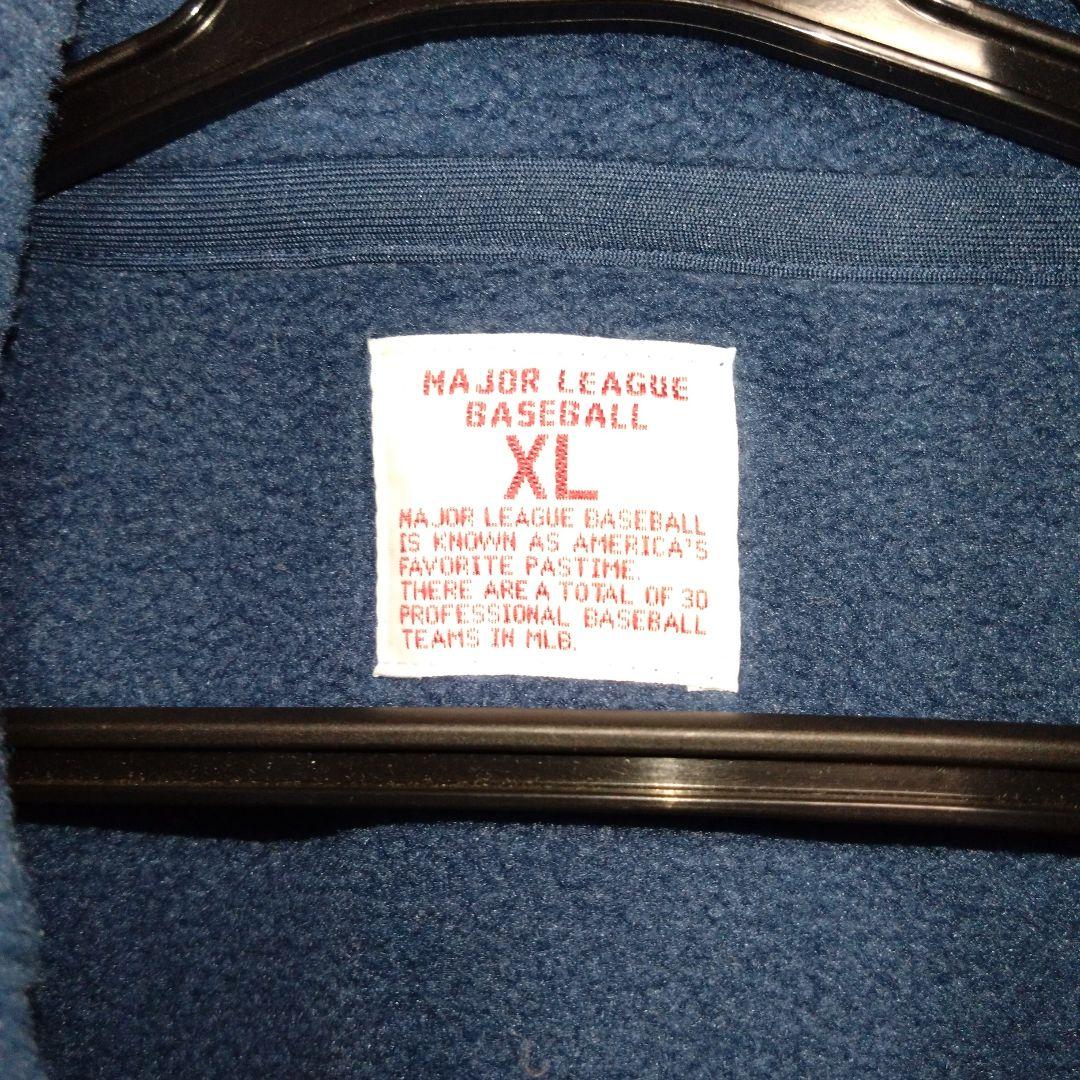 MAJOR LEAGUE
BASEBALL
XL
MAJOR LEAGUE BASEBALL
IS KNOWN AS AMERICA'S
FAVORITE PASTIME.
THERE ARE A TOTAL OF 30
PROFESSIONAL BASEBALL
TEAMS IN MLB.